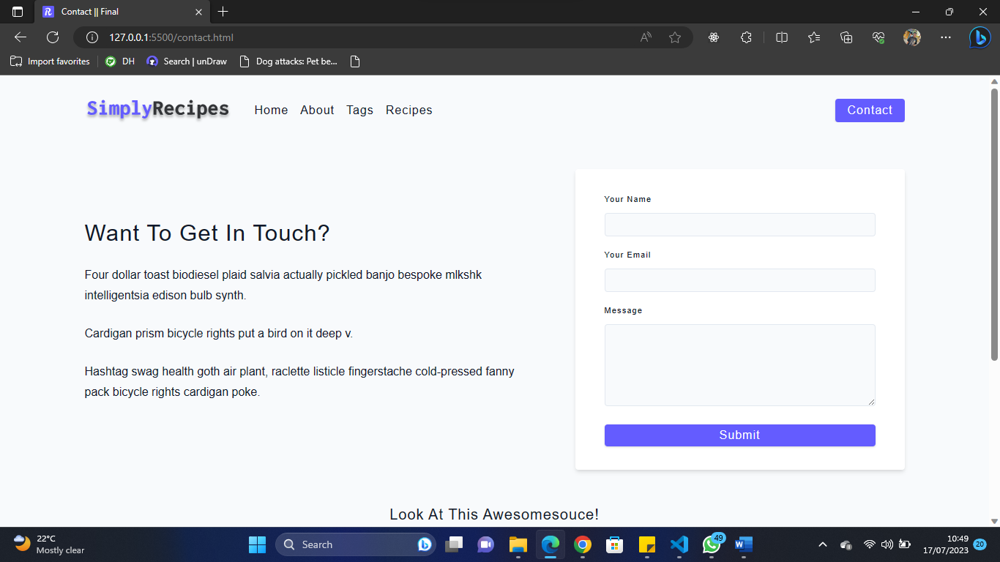 Contact || Final
127.0.0.1:5500/contact.html
Import favorites DH Search | unDraw Dog attacks: Pet be...
SimplyRecipes Home About Tags Recipes Contact
Want To Get In Touch?
Four dollar toast biodiesel plaid salvia actually pickled banjo bespoke mlkshk
intelligentsia edison bulb synth.
Cardigan prism bicycle rights put a bird on it deep v.
Hashtag swag health goth air plant, raclette listicle fingerstache cold-pressed fanny
pack bicycle rights cardigan poke.
Your Name
Your Email
Message
Submit
Look At This Awesomesouce!
22°C
Mostly clear
Search
49
10:49
17/07/2023
20